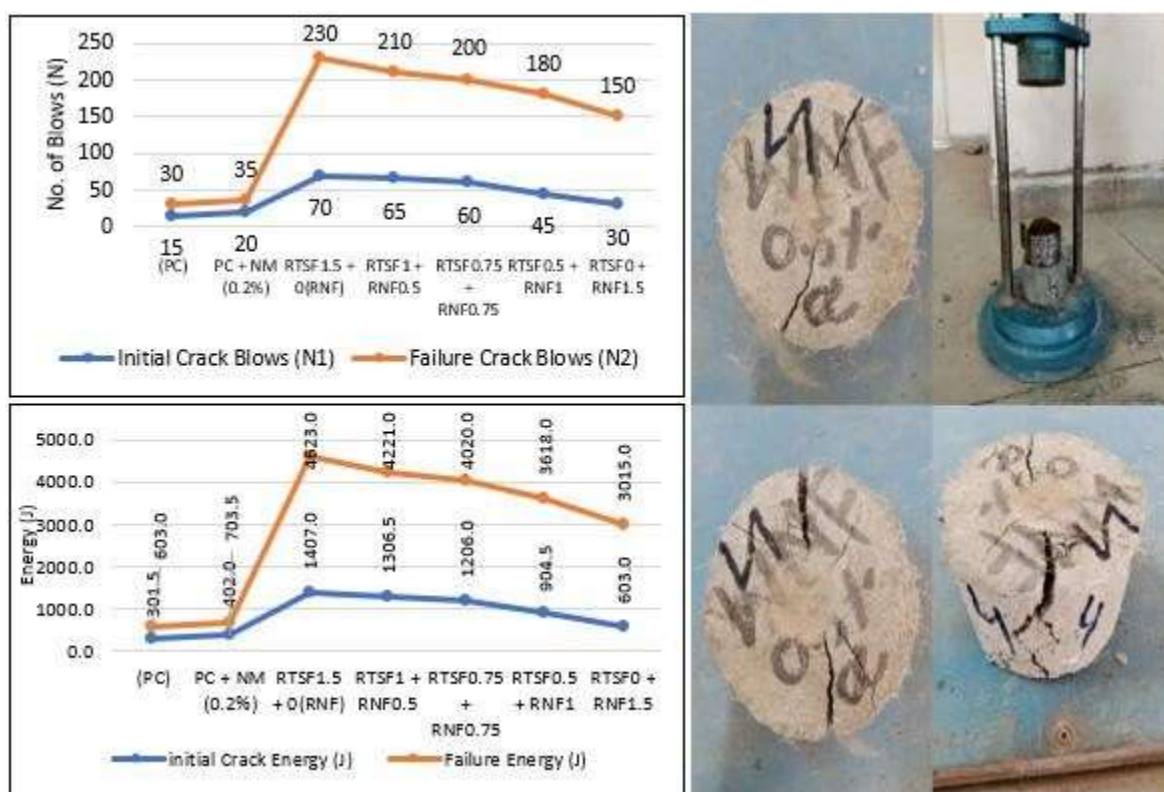 250
200
150
100
50
0
No. of Blows (N)
230
210
200
180
150
30
35
15
20
70
65
60
45
30
(PC)
PC + NM
(0.2%)
RTSF1.5 +
0(RNF)
RTSF1 +
RNF0.5
RTSF0.75
+
RNF0.75
RTSF0.5 +
RNF1
RTSF0 +
RNF1.5
Initial Crack Blows (N1)
Failure Crack Blows (N2)
5000.0
4000.0
3000.0
2000.0
1000.0
0.0
Energy (J)
301.5
603.0
402.0
703.5
4623.0
1407.0
4221.0
1306.5
4020.0
1206.0
3618.0
904.5
3015.0
603.0
(PC)
PC + NM
(0.2%)
RTSF1.5
+ 0(RNF)
RTSF1 +
RNF0.5
RTSF0.75
+
RNF0.75
RTSF0.5
+ RNF1
RTSF0 +
RNF1.5
initial Crack Energy (J)
Failure Energy (J)
4